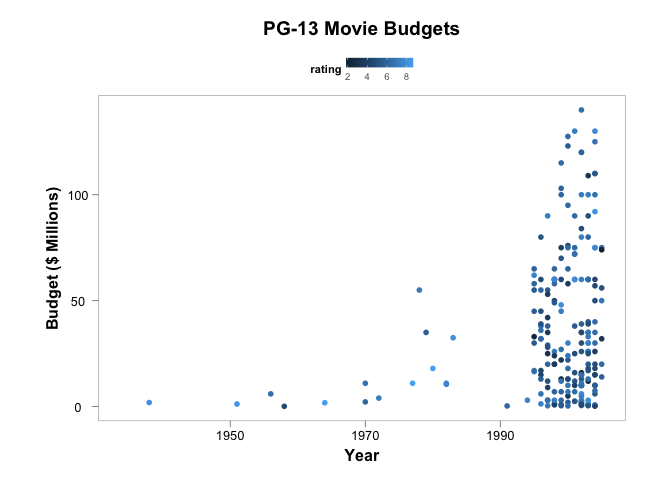 PG-13 Movie Budgets
rating
2 4 6 8
100
50
0
Budget ($ Millions)
1950 1970 1990
Year